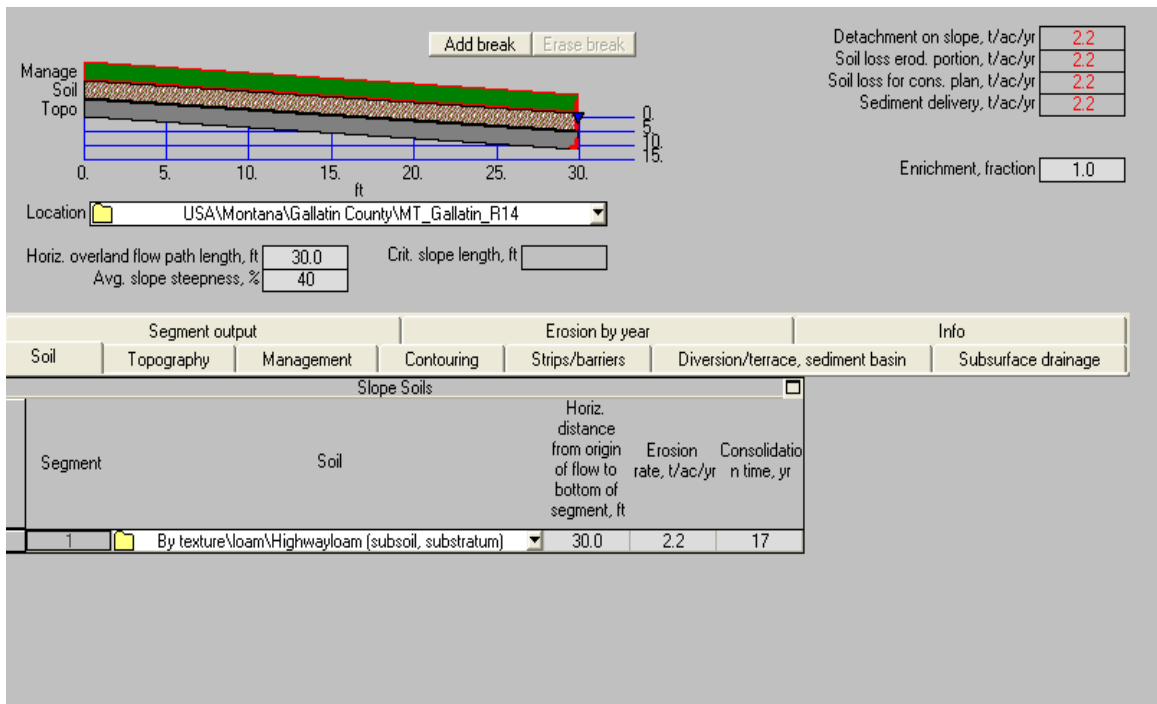 Add break Erase break
Detachment on slope, t/ac/yr 2.2
Soil loss erod. portion, t/ac/yr 2.2
Soil loss for cons. plan, t/ac/yr 2.2
Sediment delivery, t/ac/yr 2.2
Enrichment, fraction 1.0
Manage
Soil
Topo
0.
5.
10.
15.
0. 5. 10. 15. 20. 25. 30.
ft
Location USA\Montana\Gallatin County\MT_Gallatin_R14
Horiz. overland flow path length, ft 30.0 Crit. slope length, ft
Avg. slope steepness, % 40
Segment output Erosion by year Info
Soil Topography Management Contouring Strips/barriers Diversion/terrace, sediment basin Subsurface drainage
Slope Soils
Segment
Soil
Horiz.
distance
from origin
of flow to
bottom of
segment, ft
Erosion
rate, t/ac/yr
Consolidatio
n time, yr
1 By texture\loam\Highwayloam (subsoil, substratum) 30.0 2.2 17